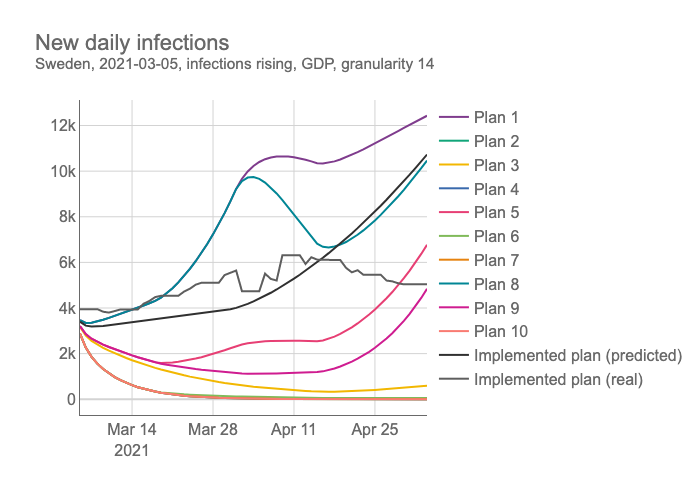 New daily infections
Sweden, 2021-03-05, infections rising, GDP, granularity 14
12k
10k
8k
6k
4k
2k
0
Mar 14
2021
Mar 28
Apr 11
Apr 25
Plan 1
Plan 2
Plan 3
Plan 4
Plan 5
Plan 6
Plan 7
Plan 8
Plan 9
Plan 10
Implemented plan (predicted)
Implemented plan (real)